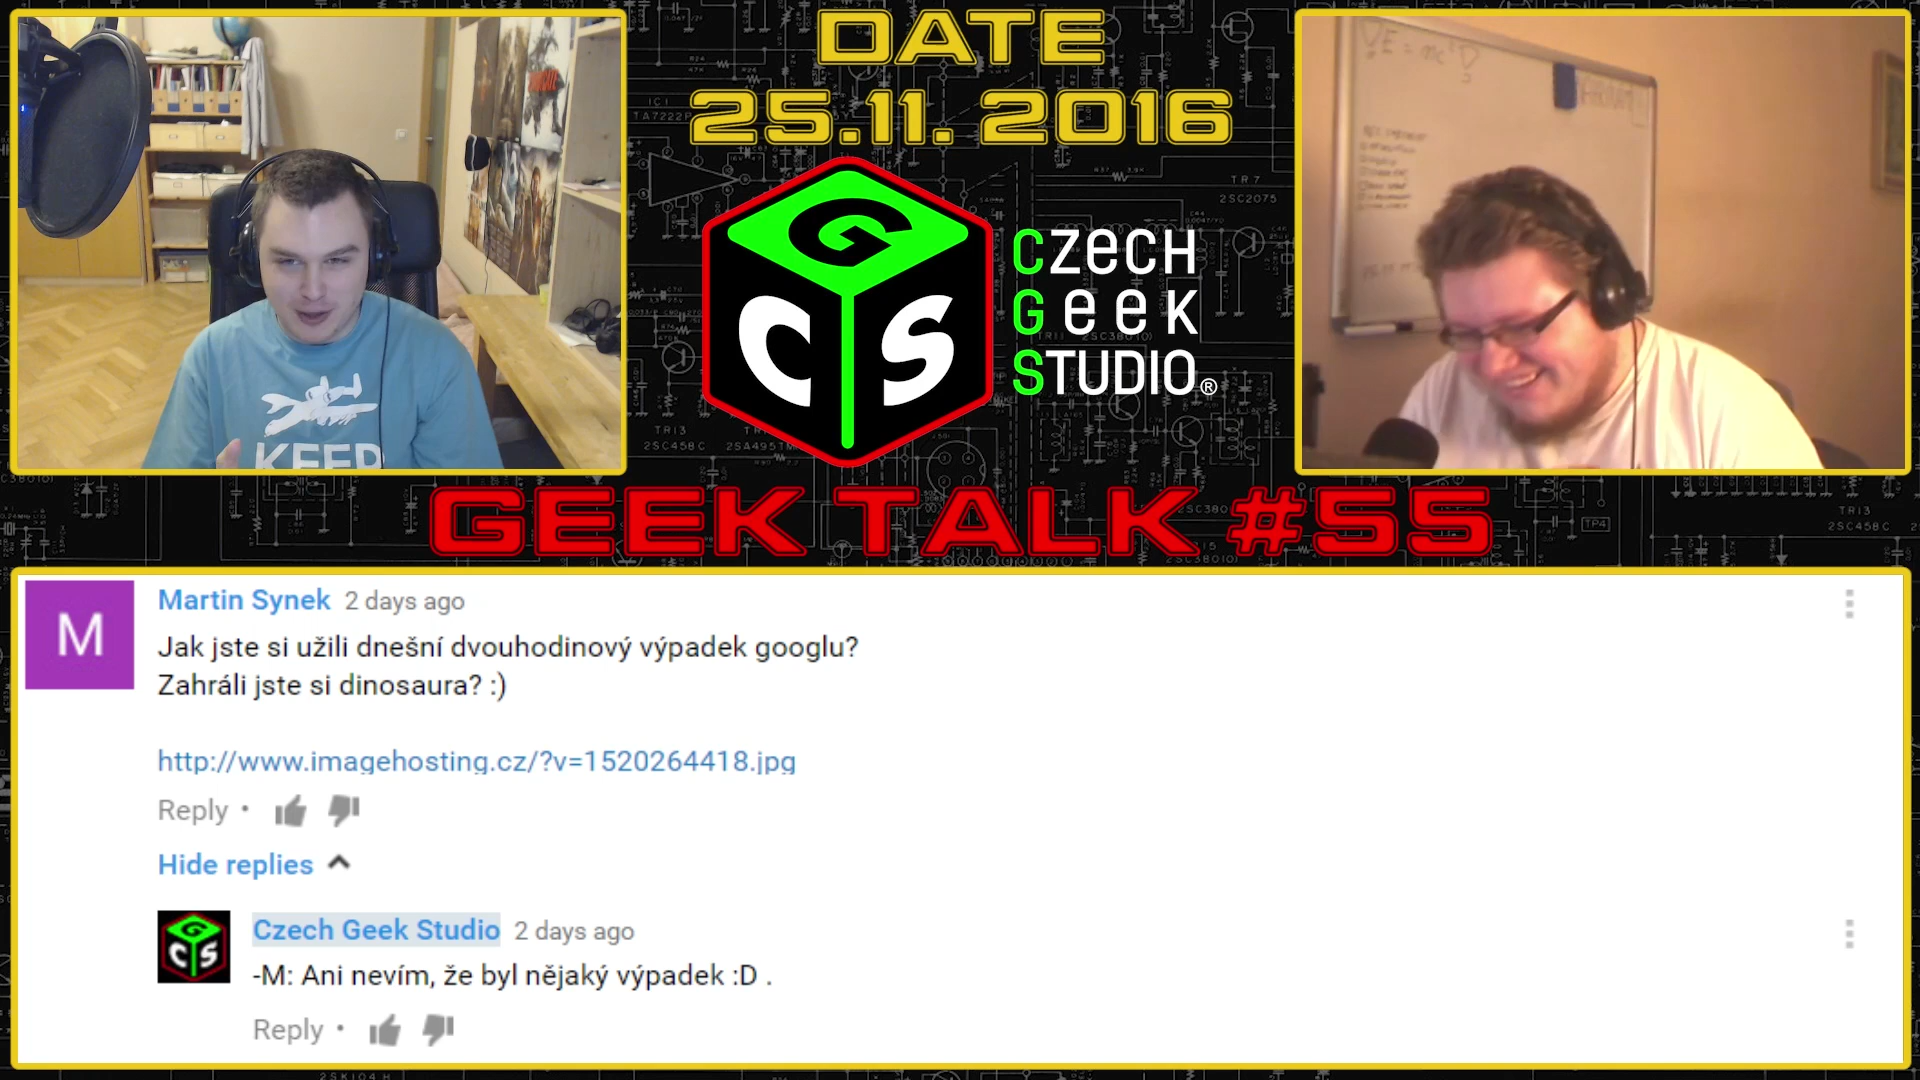 DATE
25.11. 2016
G
C S
CZECH
GEEK
STUDIO®
E = mc²
KEEP
GEEK TALK #55
M
Martin Synek 2 days ago
Jak jste si užili dnešní dvouhodinový výpadek googlu?
Zahráli jste si dinosaura? :)
http://www.imagehosting.cz/?v=1520264418.jpg
Reply •
Hide replies
G
C S
Czech Geek Studio 2 days ago
-M: Ani nevím, že byl nějaký výpadek :D .
Reply •